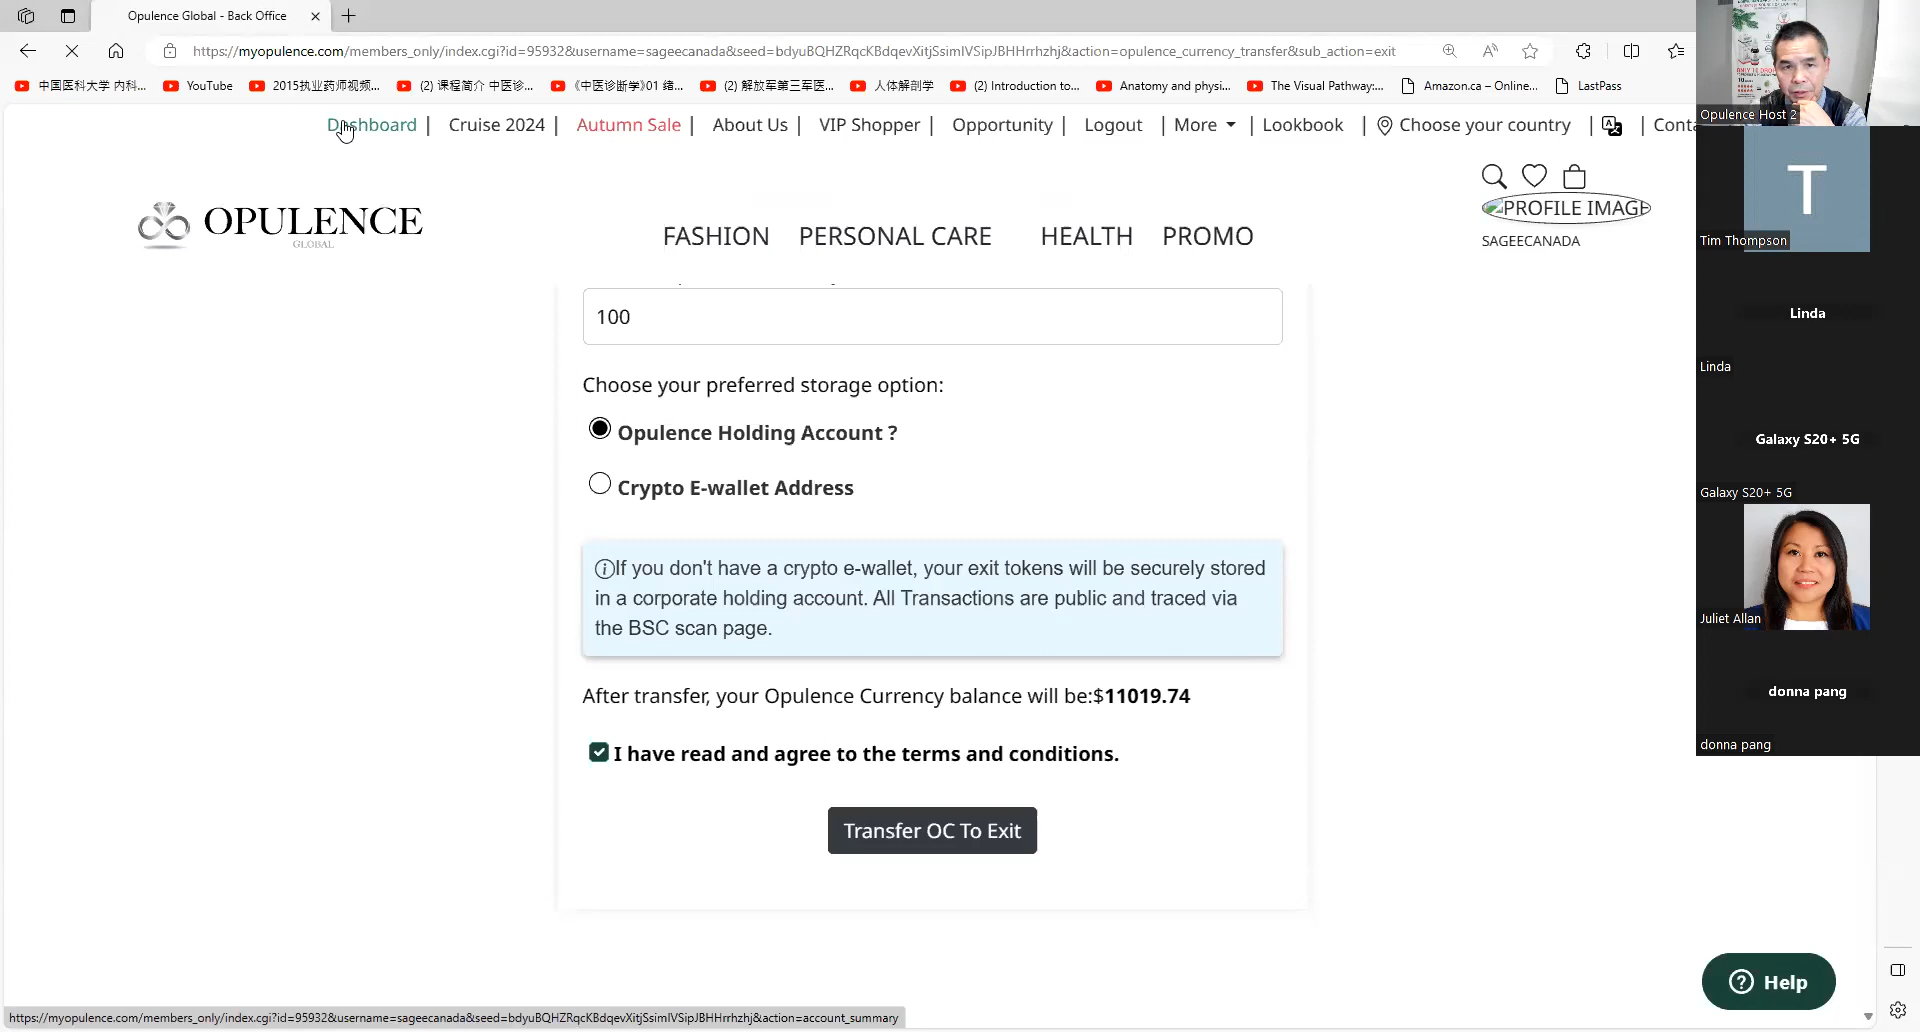 Opulence Global - Back Office
https://myopulence.com/members_only/index.cgi?id=95932&username=sageecanada&seed=bdyuBQHZRqcKBdqevXitjSsimIVSipJBHHrrhzhj&action=opulence_currency_transfer&sub_action=exit
中国医科大学 内科...
YouTube
2015执业药师视频...
(2) 课程简介 中医诊...
《中医诊断学》01 绪...
(2) 解放军第三军医...
人体解剖学
(2) Introduction to...
Anatomy and physi...
The Visual Pathway:...
Amazon.ca – Online...
LastPass
Dashboard | Cruise 2024 | Autumn Sale | About Us | VIP Shopper | Opportunity | Logout | More | Lookbook | Choose your country | Conta
OPULENCE
GLOBAL
FASHION PERSONAL CARE HEALTH PROMO
PROFILE IMAGE
SAGEECANADA
100
Choose your preferred storage option:
Opulence Holding Account ?
Crypto E-wallet Address
If you don't have a crypto e-wallet, your exit tokens will be securely stored
in a corporate holding account. All Transactions are public and traced via
the BSC scan page.
After transfer, your Opulence Currency balance will be:$11019.74
I have read and agree to the terms and conditions.
Transfer OC To Exit
Help
https://myopulence.com/members_only/index.cgi?id=95932&username=sageecanada&seed=bdyuBQHZRqcKBdqevXitjSsimIVSipJBHHrrhzhj&action=account_summary
Opulence Host 2
T
Tim Thompson
Linda
Linda
Galaxy S20+ 5G
Galaxy S20+ 5G
Juliet Allan
donna pang
donna pang